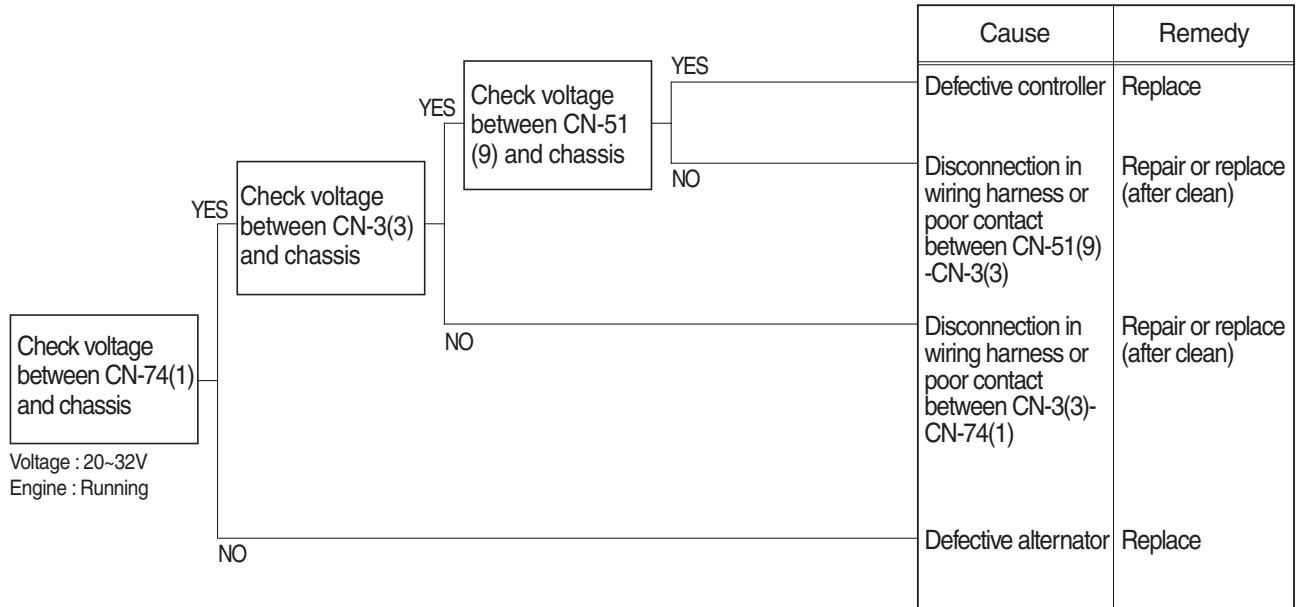 Cause
Remedy
YES
Check voltage
between CN-51
(9) and chassis
YES
Defective controller
Replace
NO
Disconnection in
wiring harness or
poor contact
between CN-51(9)
-CN-3(3)
Repair or replace
(after clean)
YES
Check voltage
between CN-3(3)
and chassis
NO
Disconnection in
wiring harness or
poor contact
between CN-3(3)-
CN-74(1)
Repair or replace
(after clean)
Check voltage
between CN-74(1)
and chassis
Voltage : 20~32V
Engine : Running
NO
Defective alternator
Replace